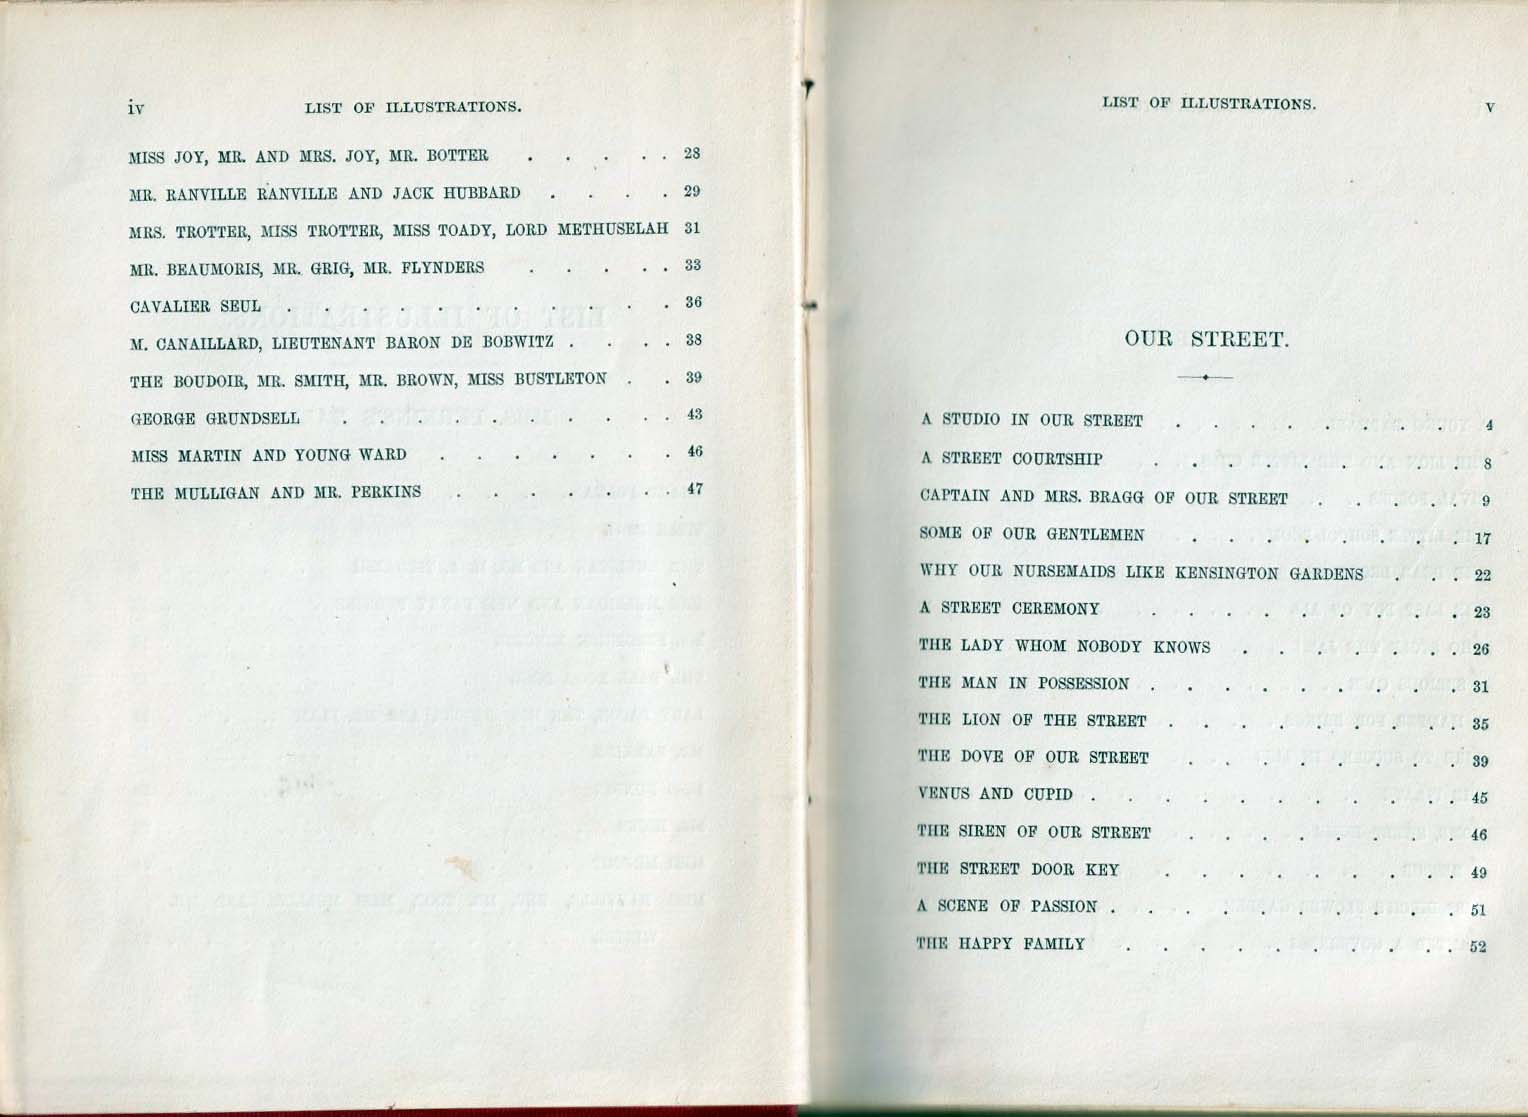 iv LIST OF ILLUSTRATIONS.
MISS JOY, MR. AND MRS. JOY, MR. BOTTER . . . . . 28
MR. RANVILLE RANVILLE AND JACK HUBBARD . . . . 29
MRS. TROTTER, MISS TROTTER, MISS TOADY, LORD METHUSELAH 31
MR. BEAUMORIS, MR. GRIG, MR. FLYNDERS . . . . . 33
CAVALIER SEUL . . . . . . . . . . . 36
M. CANAILLARD, LIEUTENANT BARON DE BOBWITZ . . . . 38
THE BOUDOIR, MR. SMITH, MR. BROWN, MISS BUSTLETON . . 39
GEORGE GRUNDSELL . . . . . . . . . . 43
MISS MARTIN AND YOUNG WARD . . . . . . . 46
THE MULLIGAN AND MR. PERKINS . . . . . . . 47
LIST OF ILLUSTRATIONS. v
OUR STREET.
A STUDIO IN OUR STREET . . . . . . . . 4
A STREET COURTSHIP . . . . . . . . . 8
CAPTAIN AND MRS. BRAGG OF OUR STREET . . . . . 9
SOME OF OUR GENTLEMEN . . . . . . . . 17
WHY OUR NURSEMAIDS LIKE KENSINGTON GARDENS . . . 22
A STREET CEREMONY . . . . . . . . . 23
THE LADY WHOM NOBODY KNOWS . . . . . . . 26
THE MAN IN POSSESSION . . . . . . . . . 31
THE LION OF THE STREET . . . . . . . . . 35
THE DOVE OF OUR STREET . . . . . . . . 39
VENUS AND CUPID . . . . . . . . . . . 45
THE SIREN OF OUR STREET . . . . . . . . 46
THE STREET DOOR KEY . . . . . . . . . 49
A SCENE OF PASSION . . . . . . . . . . 51
THE HAPPY FAMILY . . . . . . . . . . 52